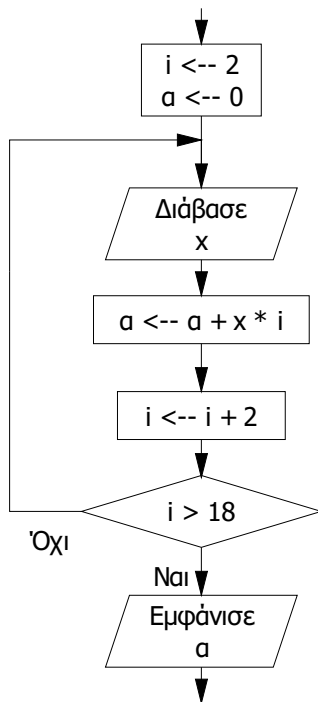 i <-- 2
α <-- 0
Διάβασε
x
α <-- α + x * i
i <-- i + 2
i > 18
Όχι
Ναι
Εμφάνισε
α